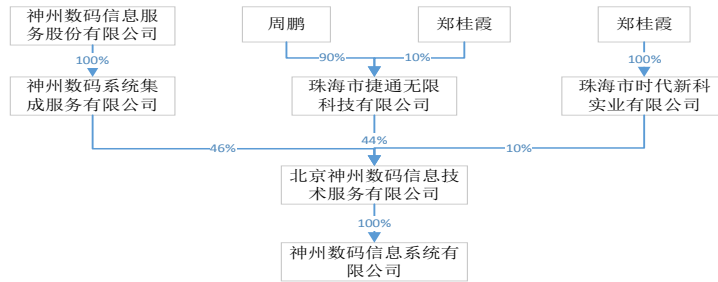 神州数码信息服
务股份有限公司
周鹏
郑桂霞
郑桂霞
100%
90%
10%
100%
神州数码系统集
成服务有限公司
珠海市捷通无限
科技有限公司
珠海市时代新科
实业有限公司
46%
44%
10%
北京神州数码信息技
术服务有限公司
100%
神州数码信息系统有
限公司